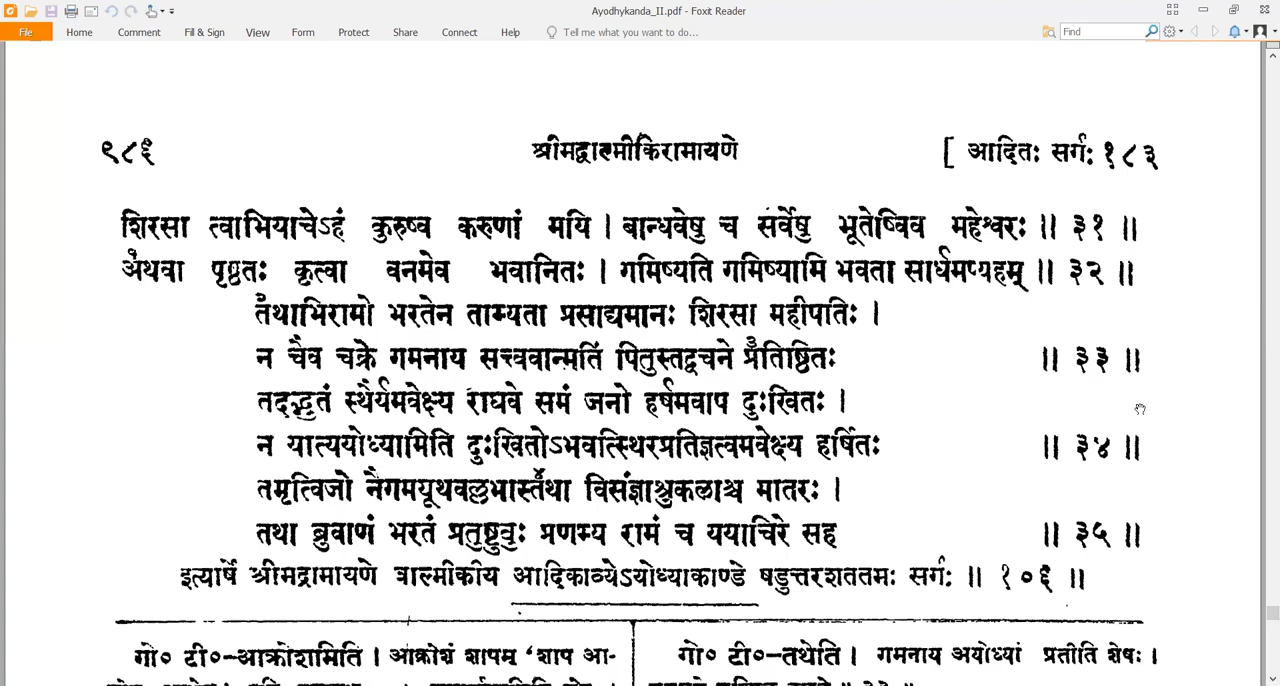 Ayodhykanda_II.pdf - Foxit Reader
File Home Comment Fill & Sign View Form Protect Share Connect Help Tell me what you want to do... Find
९८६ श्रीमद्वाल्मीकिरामायणे [ आदितः सर्गः १८३
शिरसा त्वाभियाचेऽहं कुरुष्व करुणां मयि । बान्धवेषु च सर्वेषु भूतेष्विव महेश्वरः ॥ ३१ ॥
अथवा पृष्ठतः कृत्वा वनमेव भवानितः । गमिष्यति गमिष्यामि भवता सार्धमप्यहम् ॥ ३२ ॥
तथाभिरामो भरतेन ताम्यता प्रसाद्यमानः शिरसा महीपतिः ।
न चैव चक्रे गमनाय सत्त्ववान्मतिं पितुस्तद्वचने प्रतिष्ठितः ॥ ३३ ॥
तदद्भुतं स्थैर्यमवेक्ष्य राघवे समं जनो हर्षमवाप दुःखितः ।
न यात्ययोध्यामिति दुःखितोऽभवत्स्थिरप्रतिज्ञत्वमवेक्ष्य हर्षितः ॥ ३४ ॥
तमृत्विजो नैगमयूथवल्लभास्तथा विसंज्ञाश्रुकलाश्च मातरः ।
तथा ब्रुवाणं भरतं प्रतुष्टुवुः प्रणम्य रामं च ययाचिरे सह ॥ ३५ ॥
इत्यार्षे श्रीमद्रामायणे वाल्मीकीय आदिकाव्येऽयोध्याकाण्डे षडुत्तरशततमः सर्गः ॥ १०६ ॥
गो० टी०-आक्रोशमिति । आक्रोशं शापम् 'शाप आ-
गो० टी०-तथेति । गमनाय अयोध्यां प्रतीति शेषः ।